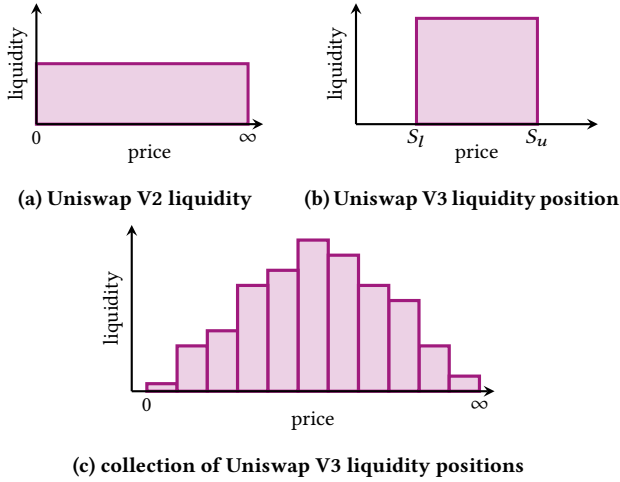 liquidity
0
∞
price
(a) Uniswap V2 liquidity
liquidity
S_l
S_u
price
(b) Uniswap V3 liquidity position
liquidity
0
∞
price
(c) collection of Uniswap V3 liquidity positions